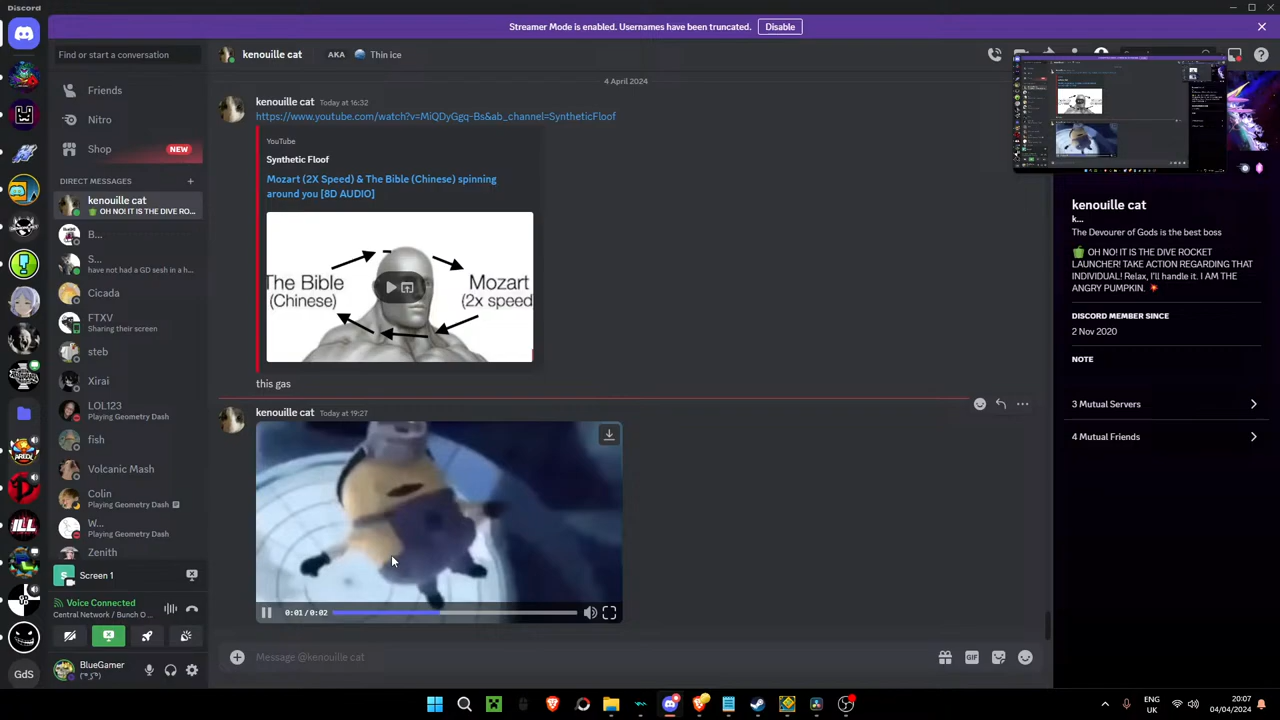 Discord
Streamer Mode is enabled. Usernames have been truncated.
Disable
Find or start a conversation
kenouille cat
AKA
Thin ice
Friends
Nitro
Shop
NEW
DIRECT MESSAGES
kenouille cat
OH NO! IT IS THE DIVE RO...
B...
S...
have not had a GD sesh in a h...
Cicada
FTXV
Sharing their screen
steb
Xirai
LOL123
Playing Geometry Dash
fish
Volcanic Mash
Colin
Playing Geometry Dash
W...
Playing Geometry Dash
Zenith
Screen 1
Voice Connected
Central Network / Bunch O...
BlueGamer
GdS
4 April 2024
kenouille cat Today at 16:32
https://www.youtube.com/watch?v=MiQDyGgq-Bs&ab_channel=SyntheticFloof
YouTube
Synthetic Floof
Mozart (2X Speed) & The Bible (Chinese) spinning
around you [8D AUDIO]
The Bible
(Chinese)
Mozart
(2x speed
this gas
kenouille cat Today at 19:27
0:01/0:02
Message @kenouille cat
GIF
kenouille cat
k...
The Devourer of Gods is the best boss
OH NO! IT IS THE DIVE ROCKET
LAUNCHER! TAKE ACTION REGARDING THAT
INDIVIDUAL! Relax, I'll handle it. I AM THE
ANGRY PUMPKIN.
DISCORD MEMBER SINCE
2 Nov 2020
NOTE
3 Mutual Servers
4 Mutual Friends
ENG
UK
20:07
04/04/2024